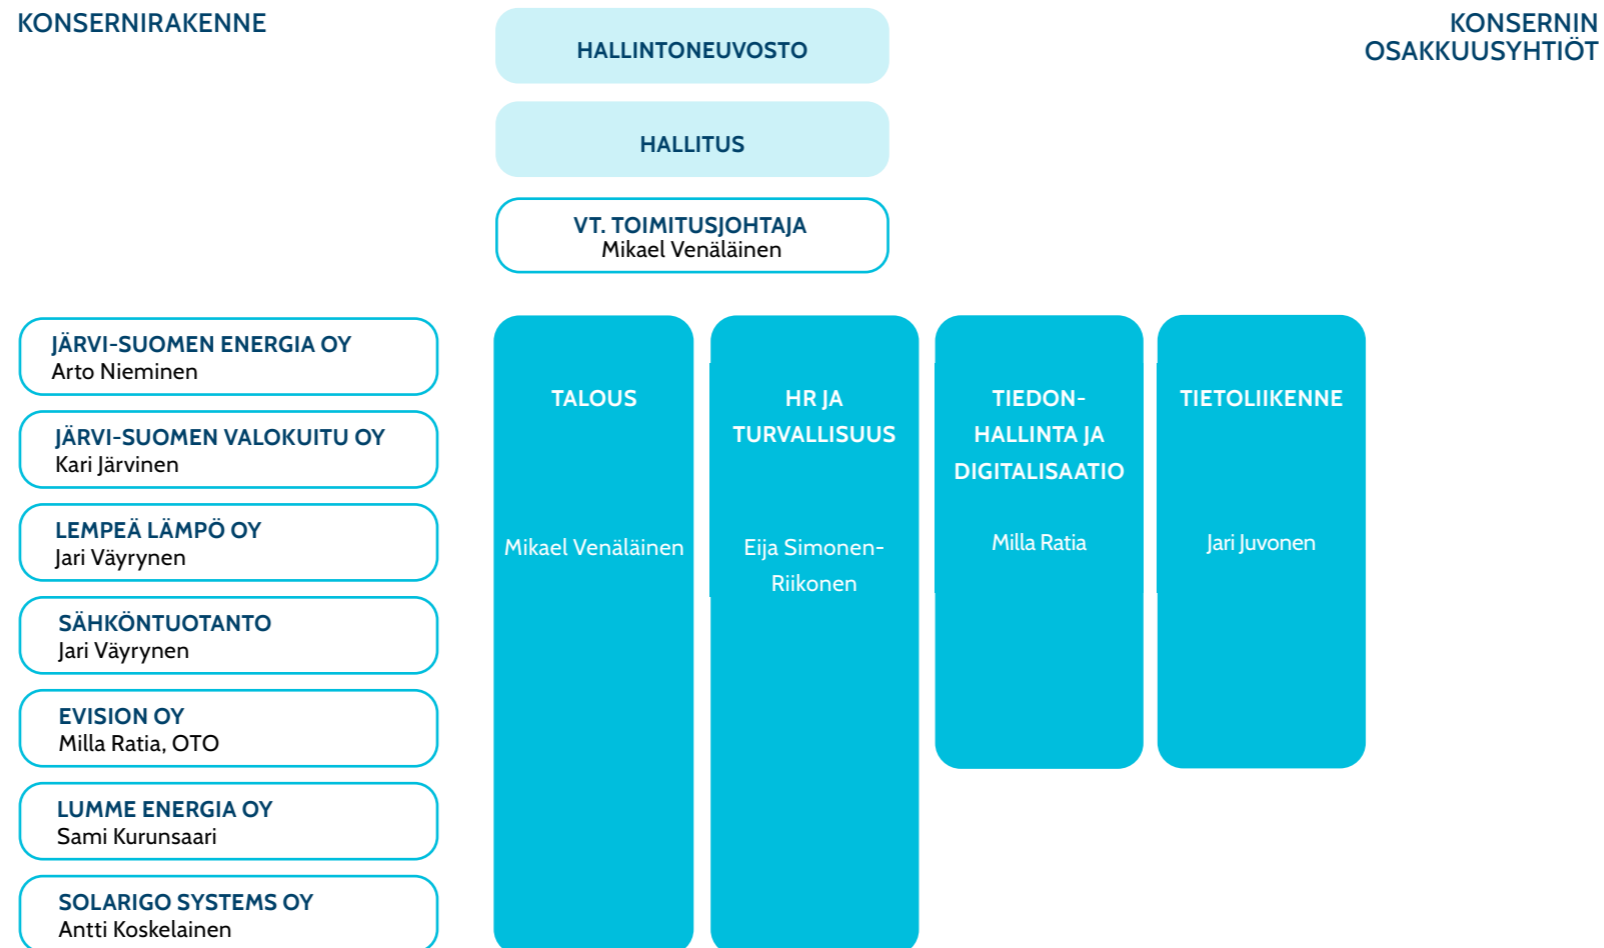 KONSERNIRAKENNE
KONSERNIN
OSAKKUUSYHTIÖT
HALLINTONEUVOSTO
HALLITUS
VT. TOIMITUSJOHTAJA
Mikael Venäläinen
JÄRVI-SUOMEN ENERGIA OY
Arto Nieminen
JÄRVI-SUOMEN VALOKUITU OY
Kari Järvinen
LEMPEÄ LÄMPÖ OY
Jari Väyrynen
SÄHKÖNTUOTANTO
Jari Väyrynen
EVISION OY
Milla Ratia, OTO
LUMME ENERGIA OY
Sami Kurunsaari
SOLARIGO SYSTEMS OY
Antti Koskelainen
TALOUS
Mikael Venäläinen
HR JA
TURVALLISUUS
Eija Simonen-
Riikonen
TIEDON-
HALLINTA JA
DIGITALISAATIO
Milla Ratia
TIETOLIIKENNE
Jari Juvonen